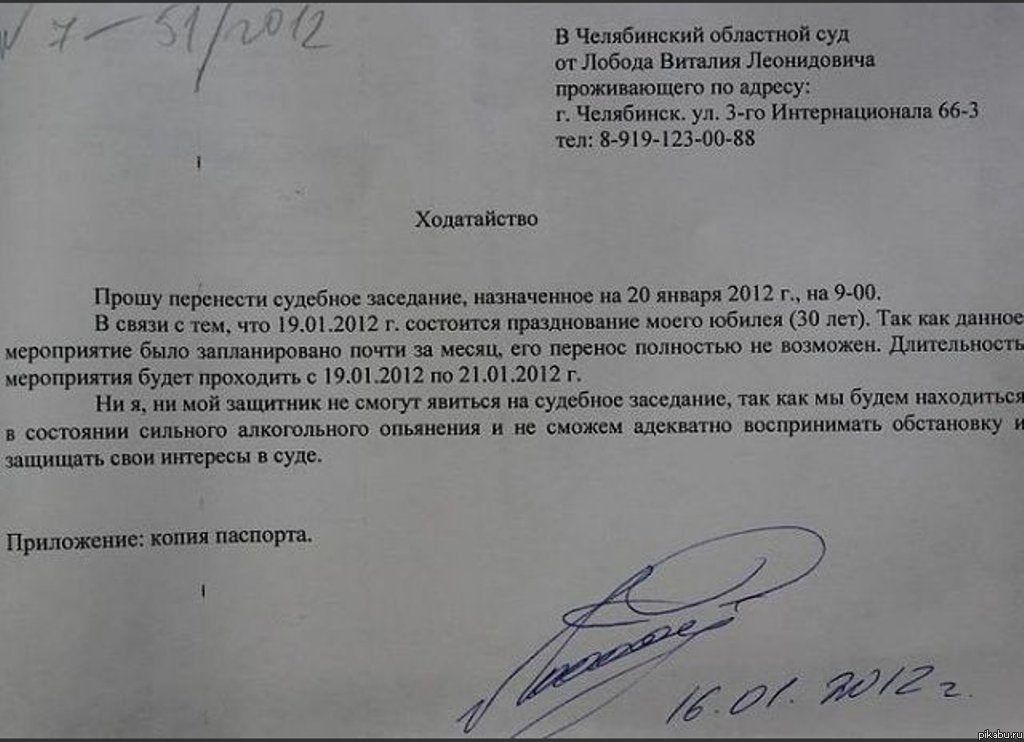 7-51/2012
В Челябинский областной суд
от Лобода Виталия Леонидовича
проживающего по адресу:
г. Челябинск. ул. 3-го Интернационала 66-3
тел: 8-919-123-00-88
Ходатайство
Прошу перенести судебное заседание, назначенное на 20 января 2012 г., на 9-00.
В связи с тем, что 19.01.2012 г. состоится празднование моего юбилея (30 лет). Так как данное
мероприятие было запланировано почти за месяц, его перенос полностью не возможен. Длительность
мероприятия будет проходить с 19.01.2012 по 21.01.2012 г.
Ни я, ни мой защитник не смогут явиться на судебное заседание, так как мы будем находиться
в состоянии сильного алкогольного опьянения и не сможем адекватно воспринимать обстановку и
защищать свои интересы в суде.
Приложение: копия паспорта.
16.01.2012 г.
pikabu.ru